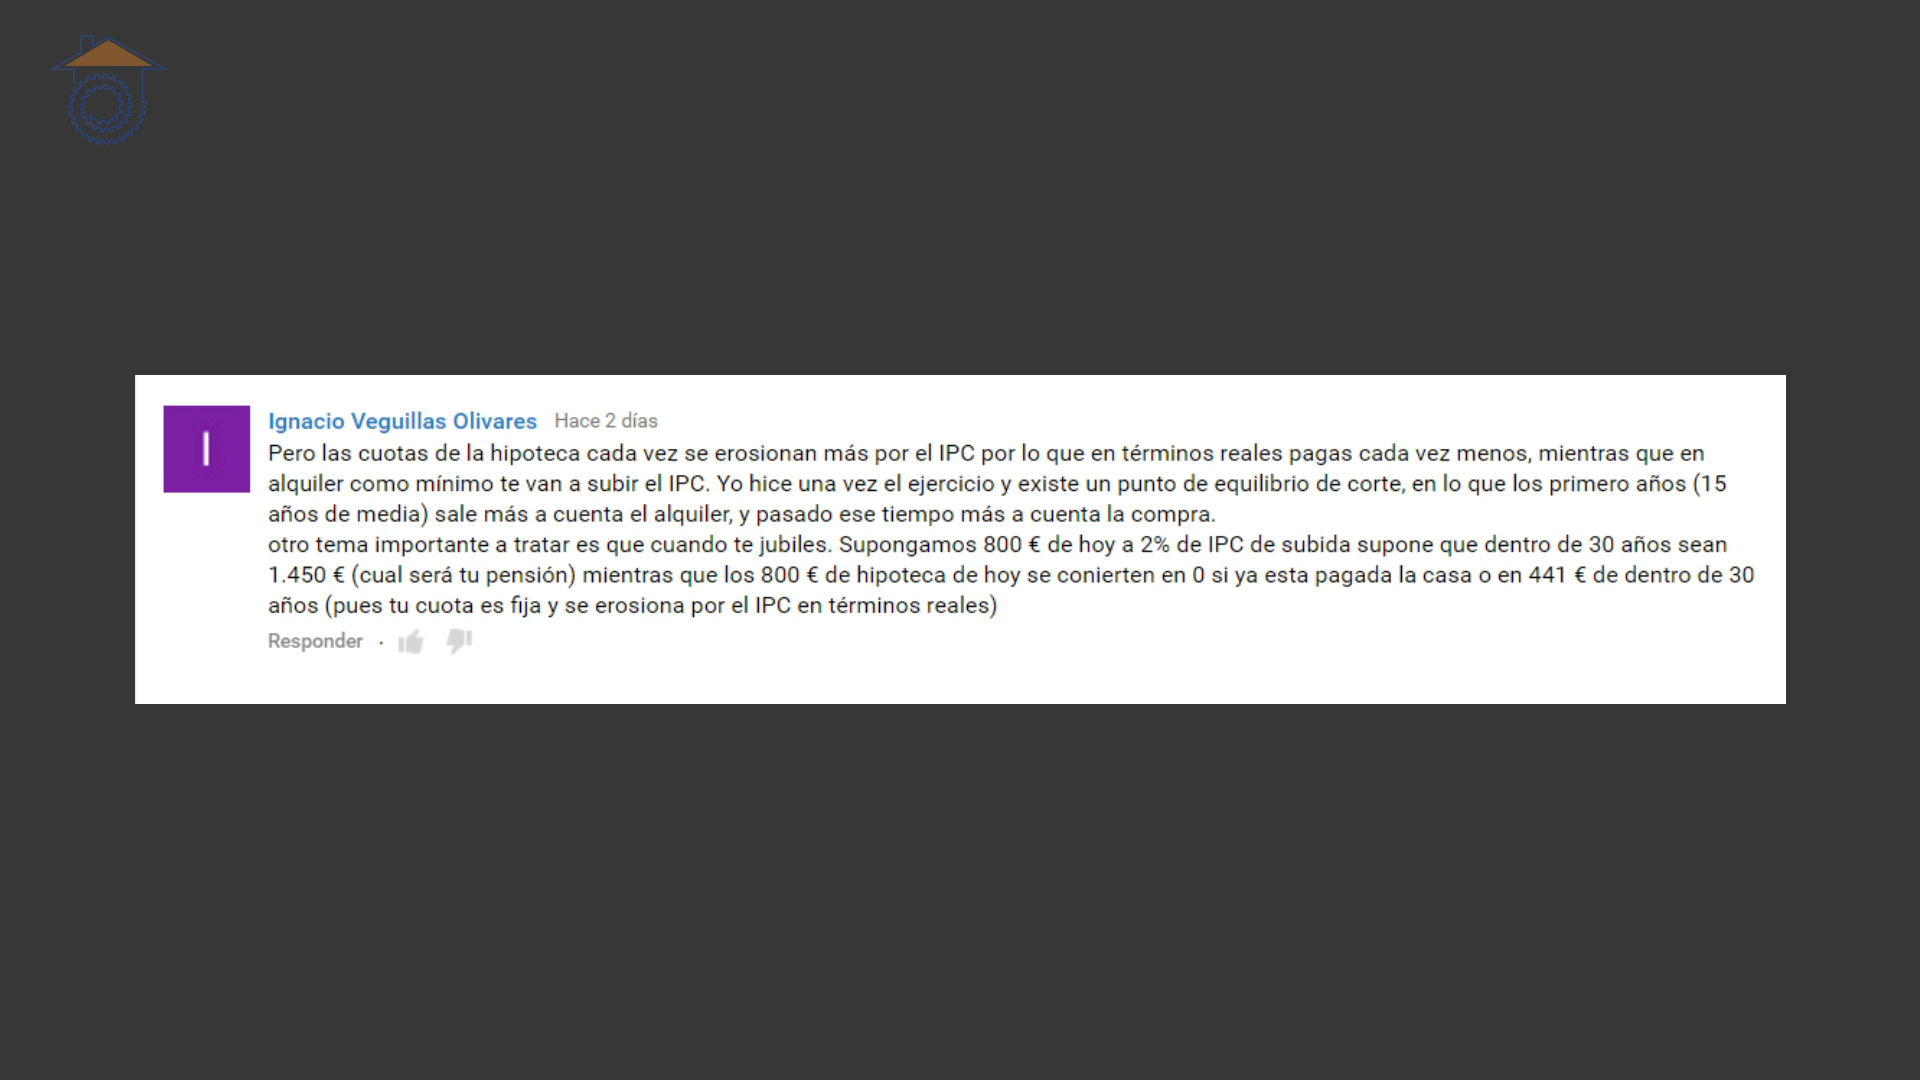 I
Ignacio Veguillas Olivares Hace 2 días
Pero las cuotas de la hipoteca cada vez se erosionan más por el IPC por lo que en términos reales pagas cada vez menos, mientras que en
alquiler como mínimo te van a subir el IPC. Yo hice una vez el ejercicio y existe un punto de equilibrio de corte, en lo que los primero años (15
años de media) sale más a cuenta el alquiler, y pasado ese tiempo más a cuenta la compra.
otro tema importante a tratar es que cuando te jubiles. Supongamos 800 € de hoy a 2% de IPC de subida supone que dentro de 30 años sean
1.450 € (cual será tu pensión) mientras que los 800 € de hipoteca de hoy se conierten en 0 si ya esta pagada la casa o en 441 € de dentro de 30
años (pues tu cuota es fija y se erosiona por el IPC en términos reales)
Responder ·